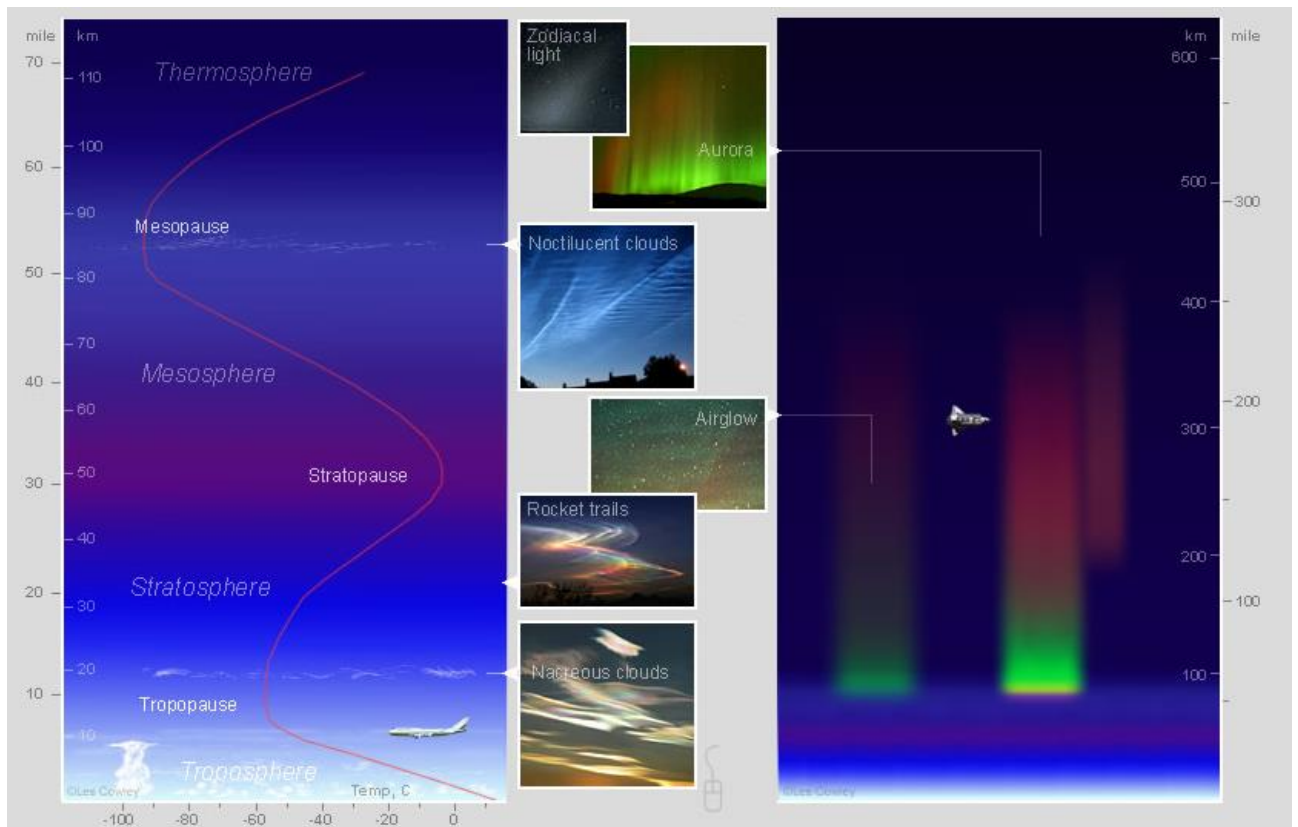 mile
km
70
110
Thermosphere
100
60
90
Mesopause
50
80
70
Mesosphere
40
60
Stratopause
50
30
40
Stratosphere
20
30
20
10
Tropopause
10
Troposphere
©Les Cowley
Temp, C
-100
-80
-60
-40
-20
0
Zodiacal
light
Aurora
Noctilucent clouds
Airglow
Rocket trails
Nacreous clouds
km
mile
600
500
300
400
200
300
200
100
100
©Les Cowley